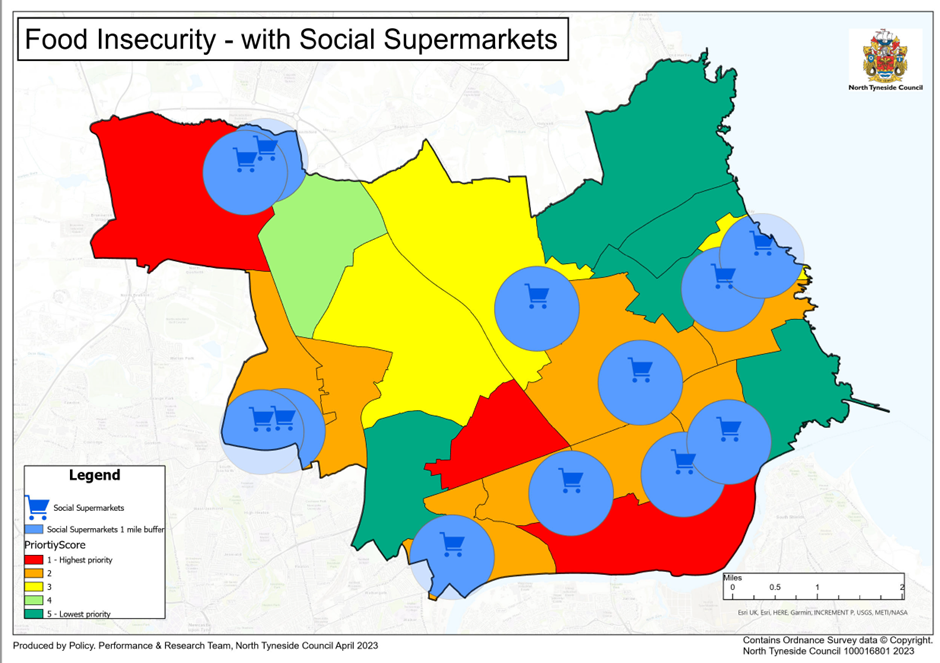 Food Insecurity - with Social Supermarkets
North Tyneside Council
Legend
Social Supermarkets
Social Supermarkets 1 mile buffer
PriortiyScore
1 - Highest priority
2
3
4
5 - Lowest priority
Miles
0 0.5 1 2
Esri UK, Esri, HERE, Garmin, INCREMENT P, USGS, METI/NASA
Produced by Policy. Performance & Research Team, North Tyneside Council April 2023
Contains Ordnance Survey data © Copyright.
North Tyneside Council 100016801 2023